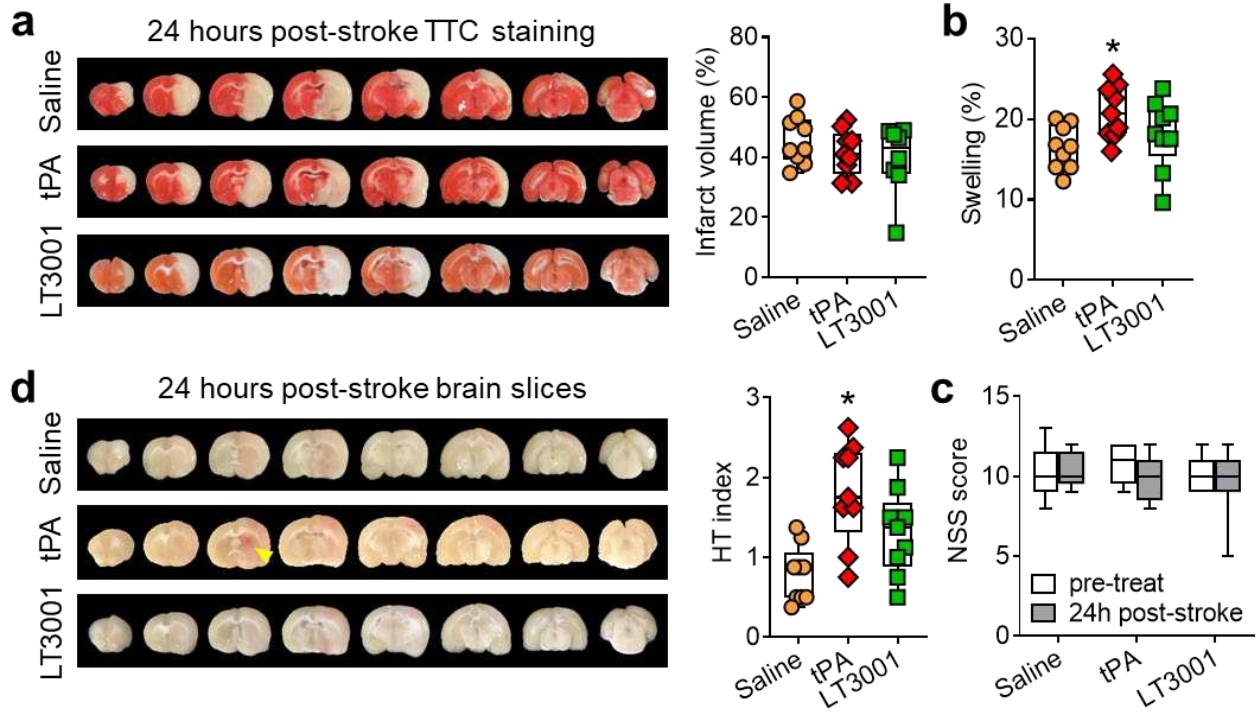 a
24 hours post-stroke TTC staining
Saline
tPA
LT3001
Infarct volume (%)
80
60
40
20
0
Saline
tPA
LT3001
b
*
Swelling (%)
30
20
10
0
Saline
tPA
LT3001
d
24 hours post-stroke brain slices
Saline
tPA
LT3001
HT index
3
2
1
0
*
Saline
tPA
LT3001
c
NSS score
15
10
5
0
pre-treat
24h post-stroke
Saline
tPA
LT3001